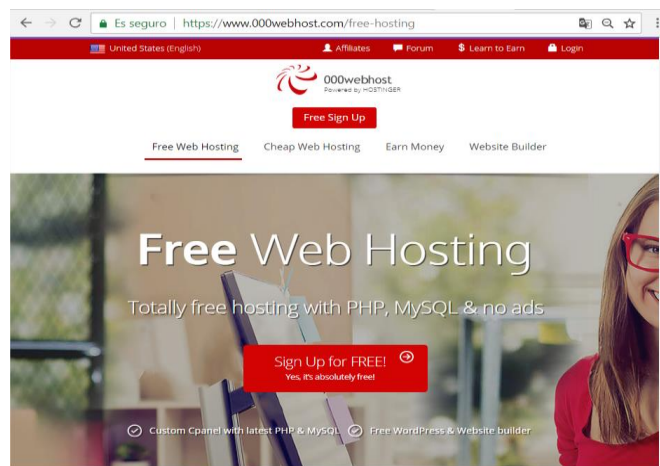 Es seguro | https://www.000webhost.com/free-hosting
United States (English) Affiliates Forum $ Learn to Earn Login
000webhost
Powered by HOSTINGER
Free Sign Up
Free Web Hosting Cheap Web Hosting Earn Money Website Builder
Free Web Hosting
Totally free hosting with PHP, MySQL & no ads
Sign Up for FREE!
Yes, it's absolutely free!
Custom Cpanel with latest PHP & MySQL Free WordPress & Website builder